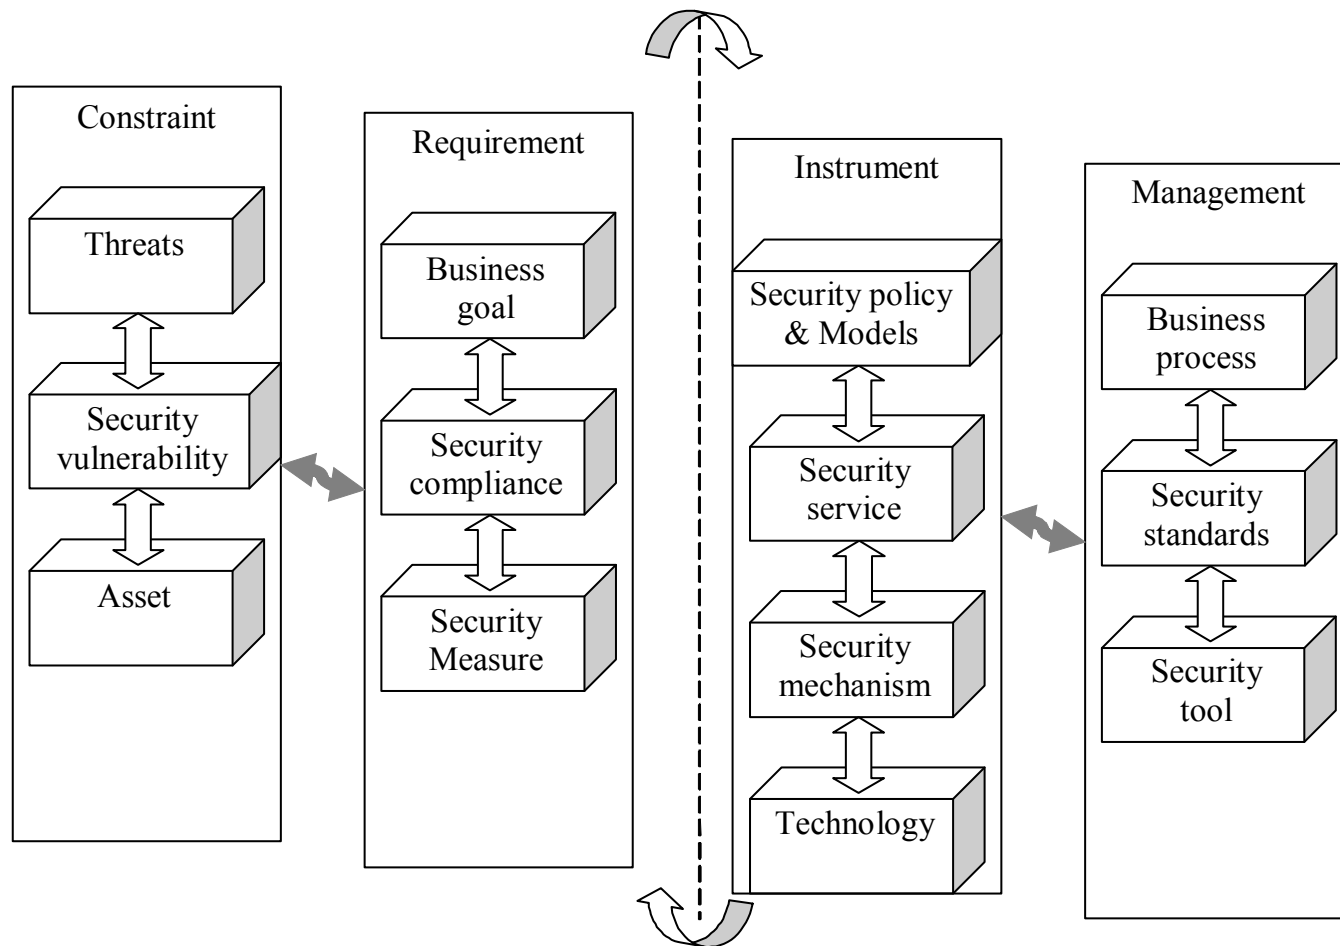 Constraint
Threats
Security
vulnerability
Asset
Requirement
Business
goal
Security
compliance
Security
Measure
Instrument
Security policy
& Models
Security
service
Security
mechanism
Technology
Management
Business
process
Security
standards
Security
tool